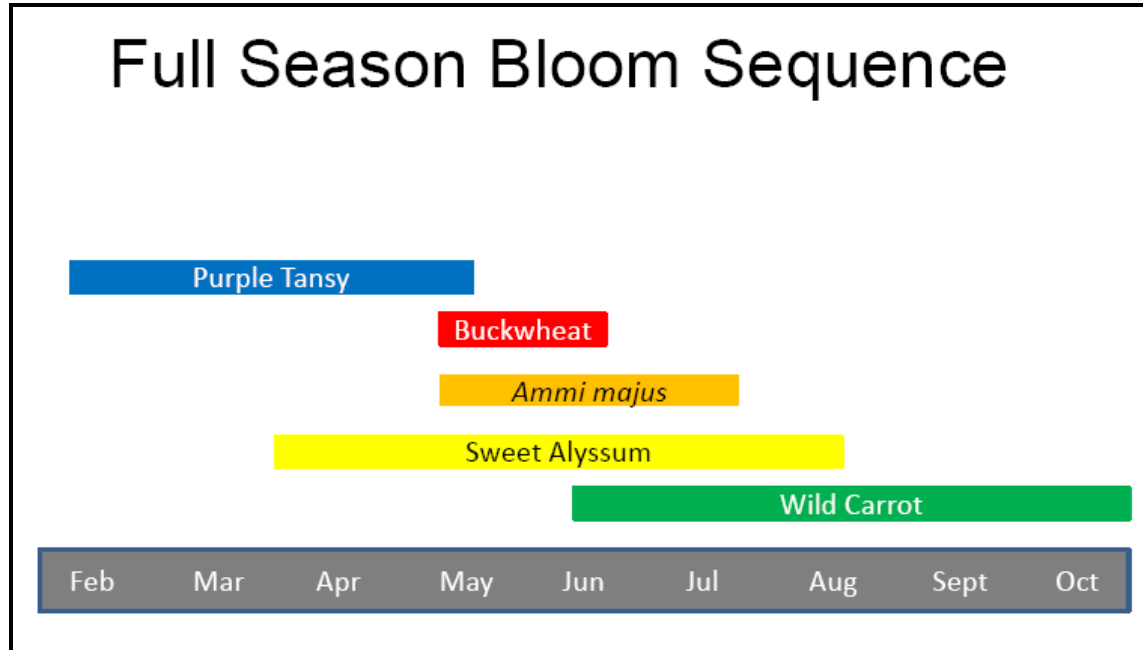 Full Season Bloom Sequence
Purple Tansy
Buckwheat
Ammi majus
Sweet Alyssum
Wild Carrot
Feb Mar Apr May Jun Jul Aug Sept Oct